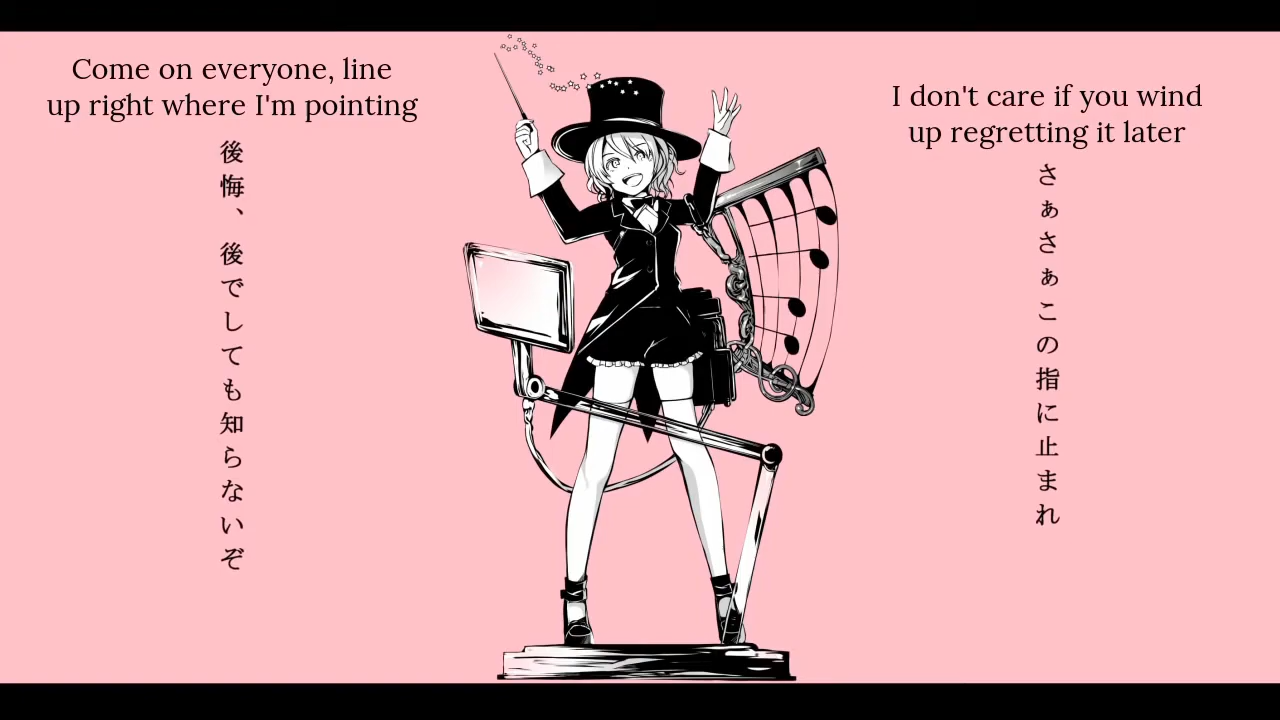 Come on everyone, line
up right where I'm pointing
後悔、後でしても知らないぞ
I don't care if you wind
up regretting it later
さぁさぁこの指に止まれ